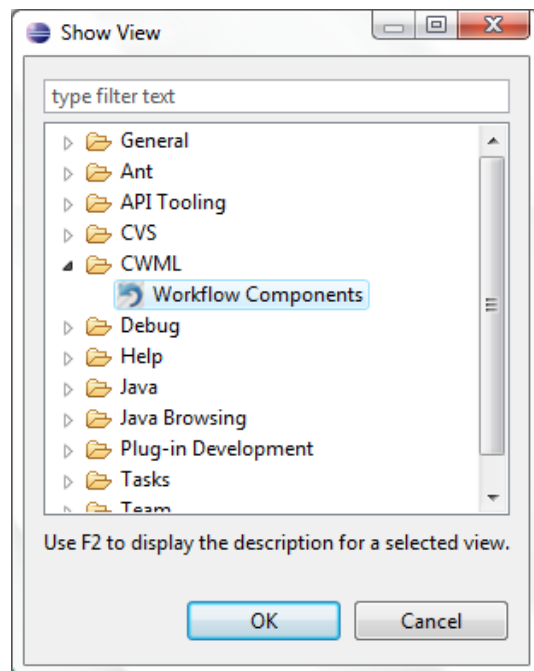 Show View
type filter text
General
Ant
API Tooling
CVS
CWML
Workflow Components
Debug
Help
Java
Java Browsing
Plug-in Development
Tasks
Team
Use F2 to display the description for a selected view.
OK
Cancel